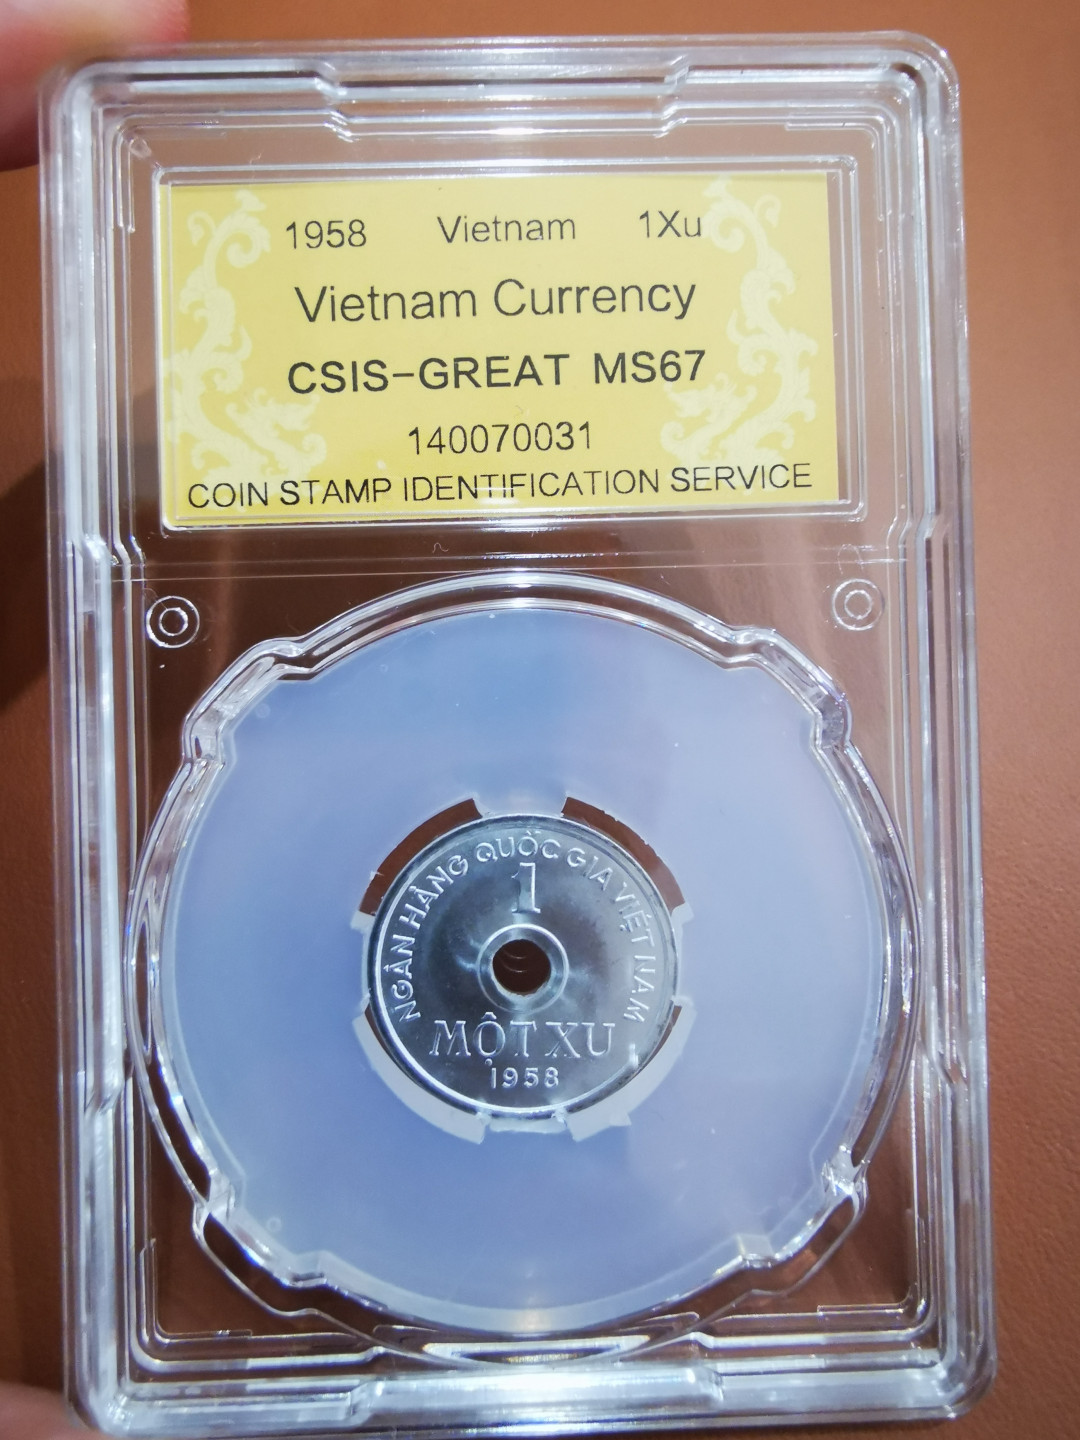 1958 Vietnam 1Xu
Vietnam Currency
CSIS-GREAT MS67
140070031
COIN STAMP IDENTIFICATION SERVICE
NGÂN HÀNG QUỐC GIA VIỆT NAM
1
MỘT XU
1958